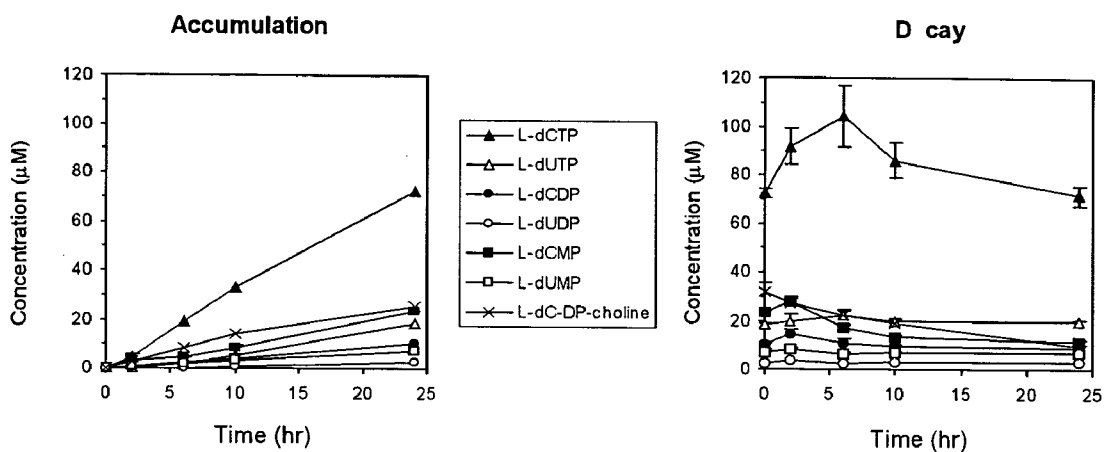 Accumulation
120
100
80
60
40
20
0
Concentration (µM)
0 5 10 15 20 25
Time (hr)
L-dCTP
L-dUTP
L-dCDP
L-dUDP
L-dCMP
L-dUMP
L-dC-DP-choline
D cay
120
100
80
60
40
20
0
Concentration (µM)
0 5 10 15 20 25
Time (hr)